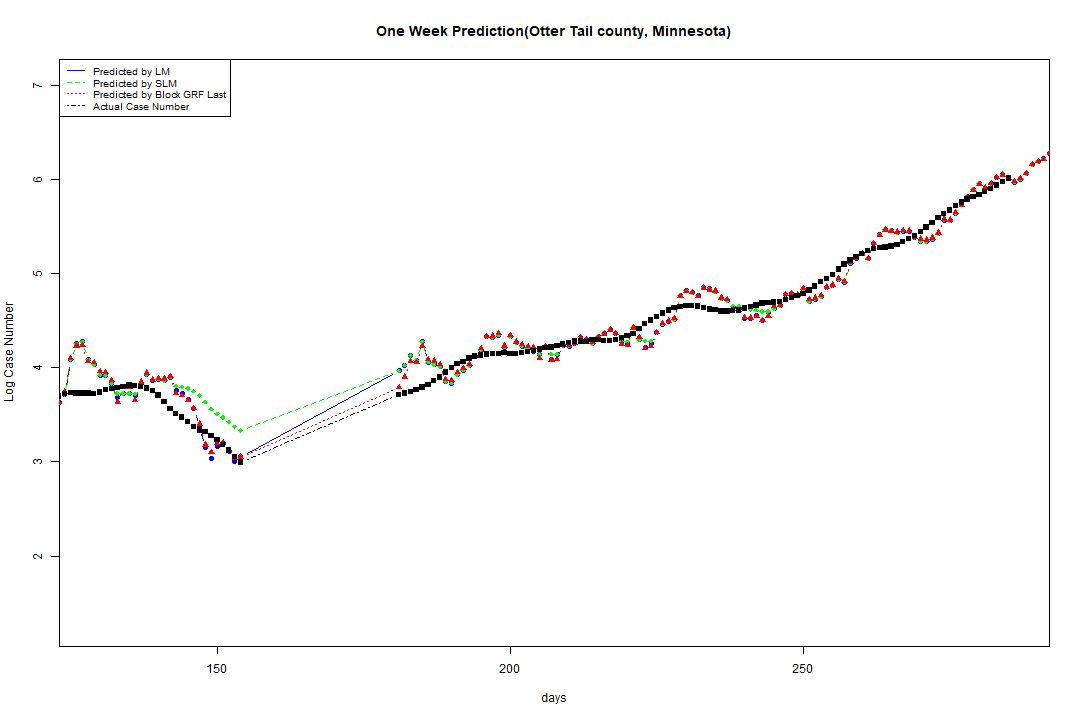 One Week Prediction(Otter Tail county, Minnesota)
Predicted by LM
Predicted by SLM
Predicted by Block GRF Last
Actual Case Number
7
6
5
4
3
2
Log Case Number
150
200
250
days